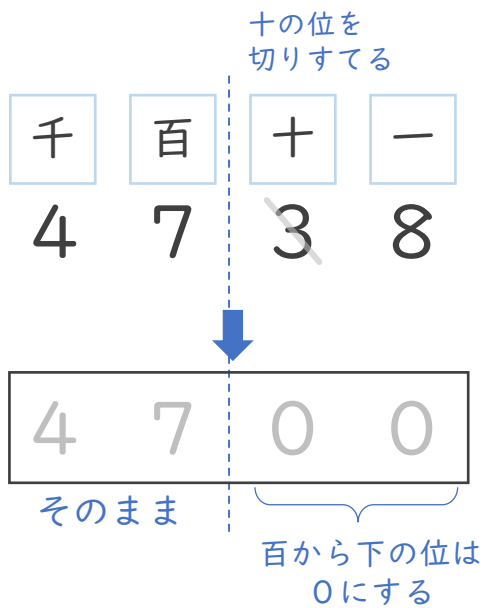 十の位を
切りすてる
千 百 十 一
4 7 3 8
4 7 0 0
そのまま
百から下の位は
0にする